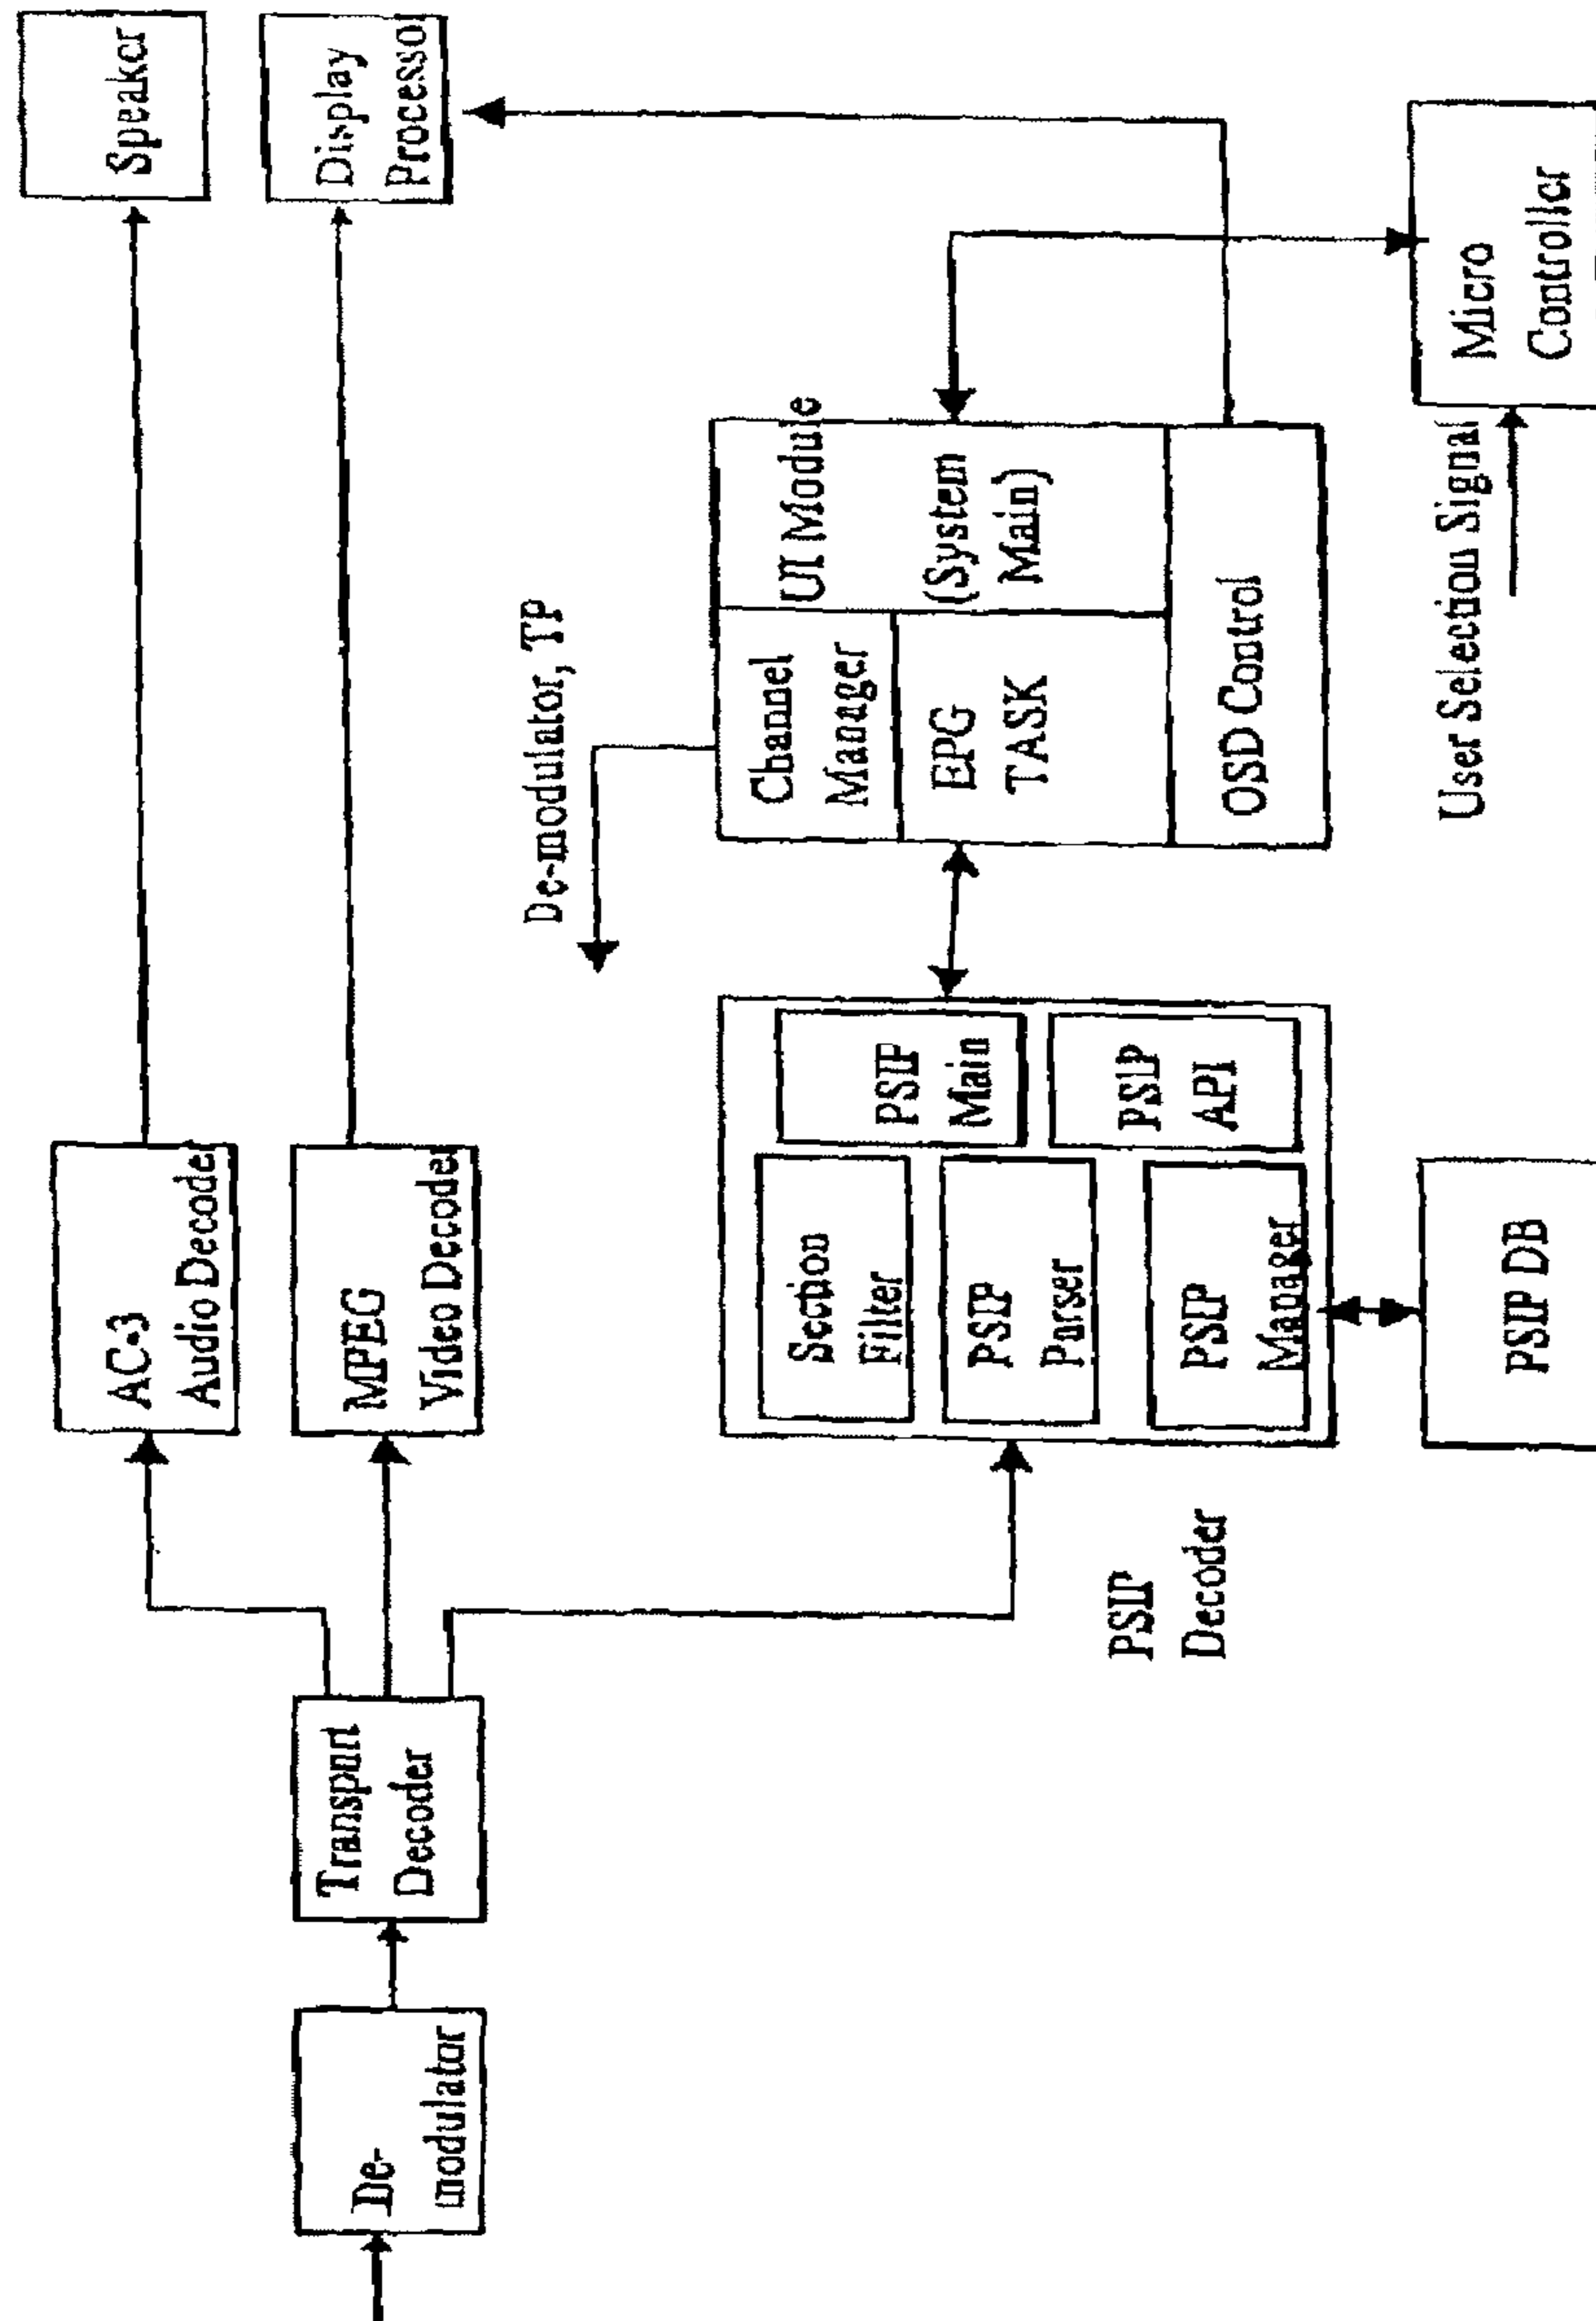 De-
modulator
Transport
Decoder
AC-3
Audio Decoder
MPEG
Video Decoder
Speaker
Display
Processor
PSIP
Decoder
Section
Filter
PSIP
Parser
PSIP
Manager
PSIP
Main
PSIP
API
PSIP DB
De-modulator, TP
Channel
Manager
EPG
TASK
UI Module
(System
Main)
OSD Control
User Selection Signal
Micro
Controller